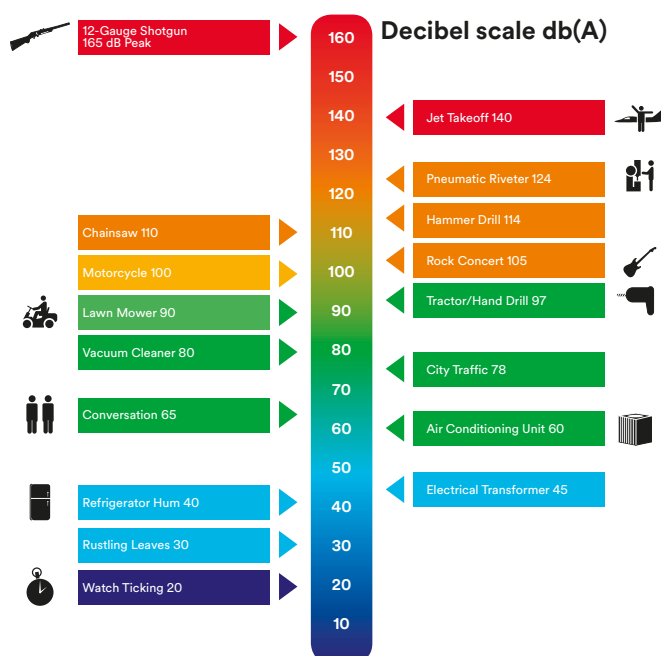 Decibel scale db(A)
12-Gauge Shotgun
165 dB Peak
160
150
Jet Takeoff 140
140
130
Pneumatic Riveter 124
120
Hammer Drill 114
Chainsaw 110
110
Rock Concert 105
Motorcycle 100
100
Tractor/Hand Drill 97
Lawn Mower 90
90
Vacuum Cleaner 80
80
City Traffic 78
70
Conversation 65
60
Air Conditioning Unit 60
50
Electrical Transformer 45
Refrigerator Hum 40
40
Rustling Leaves 30
30
Watch Ticking 20
20
10